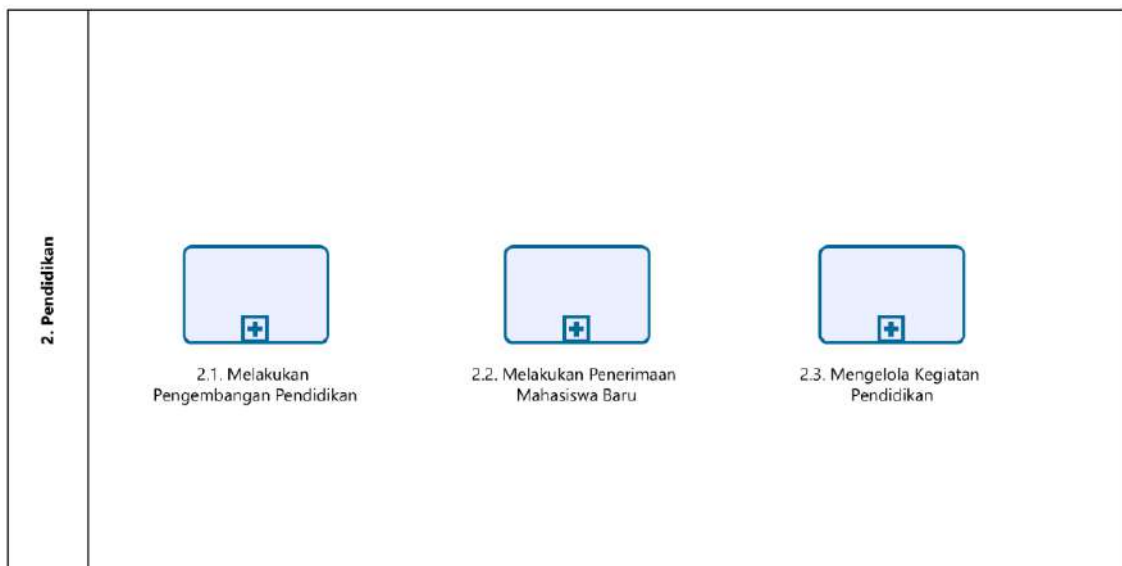 2. Pendidikan
2.1. Melakukan
Pengembangan Pendidikan
2.2. Melakukan Penerimaan
Mahasiswa Baru
2.3. Mengelola Kegiatan
Pendidikan